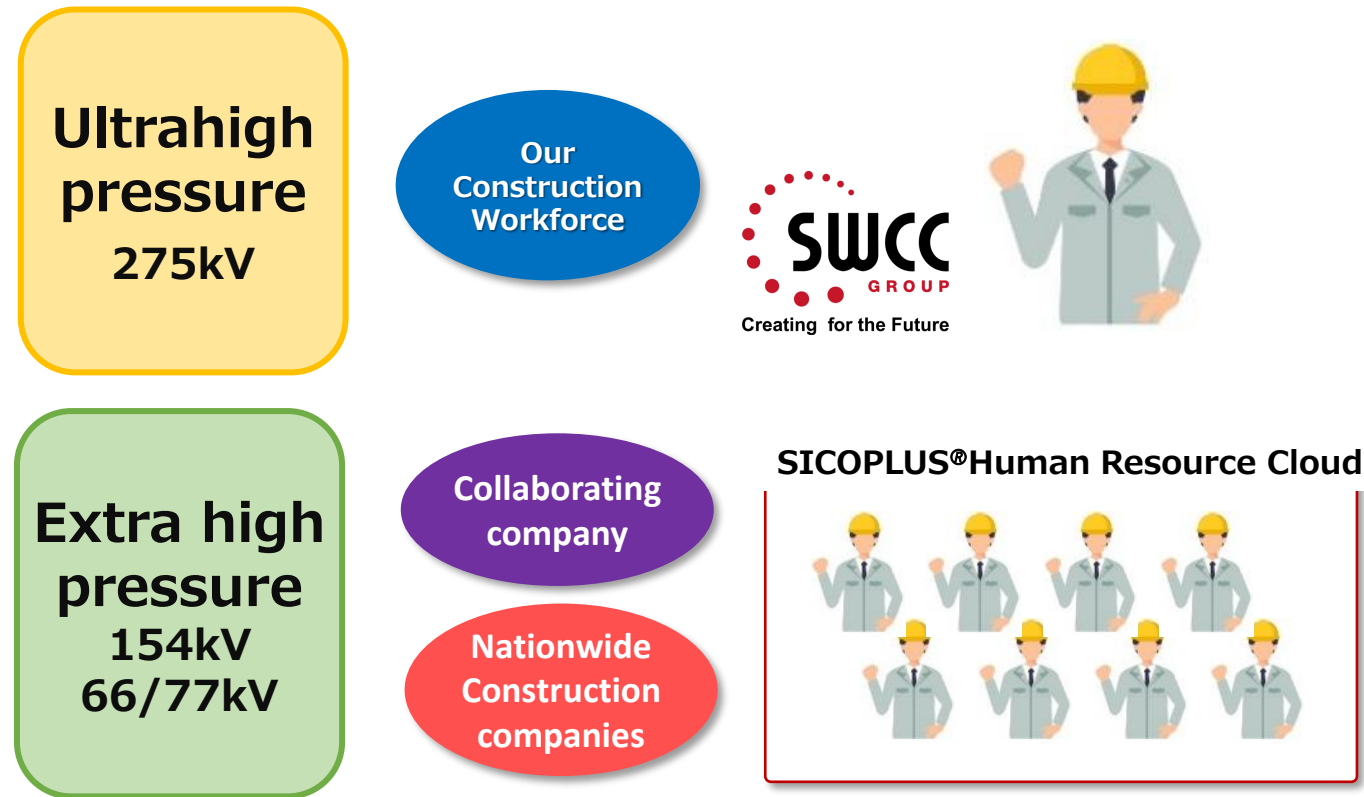 Ultrahigh
pressure
275kV
Our
Construction
Workforce
SWCC
GROUP
Creating for the Future
Extra high
pressure
154kV
66/77kV
Collaborating
company
Nationwide
Construction
companies
SICOPLUS®Human Resource Cloud